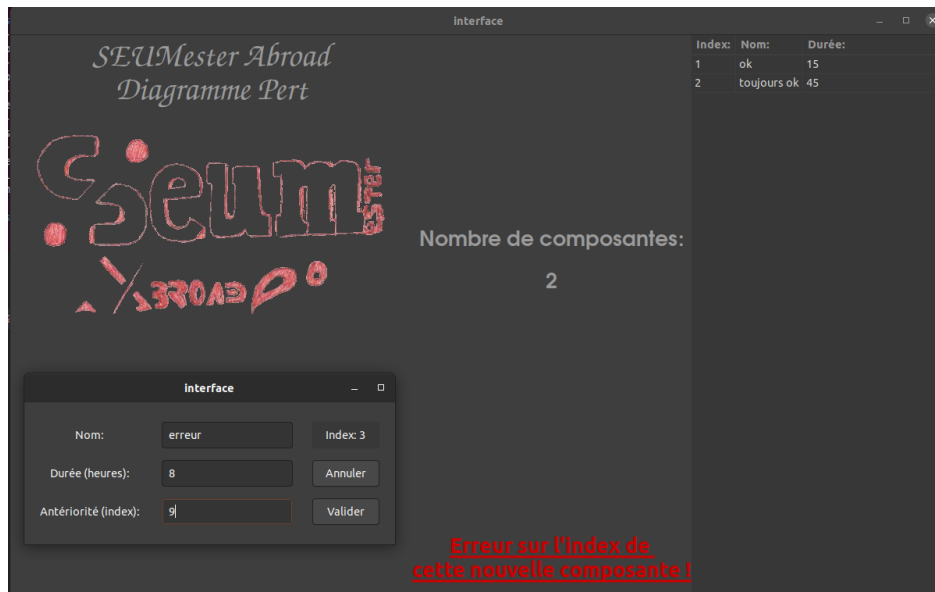 interface
SEUMester Abroad
Diagramme Pert
Seum
ESTER
Nombre de composantes:
2
Index: Nom: Durée:
1 ok 15
2 toujours ok 45
interface
Nom: erreur Index: 3
Durée (heures): 8 Annuler
Antériorité (index): 9 Valider
Erreur sur l'index de
cette nouvelle composante !